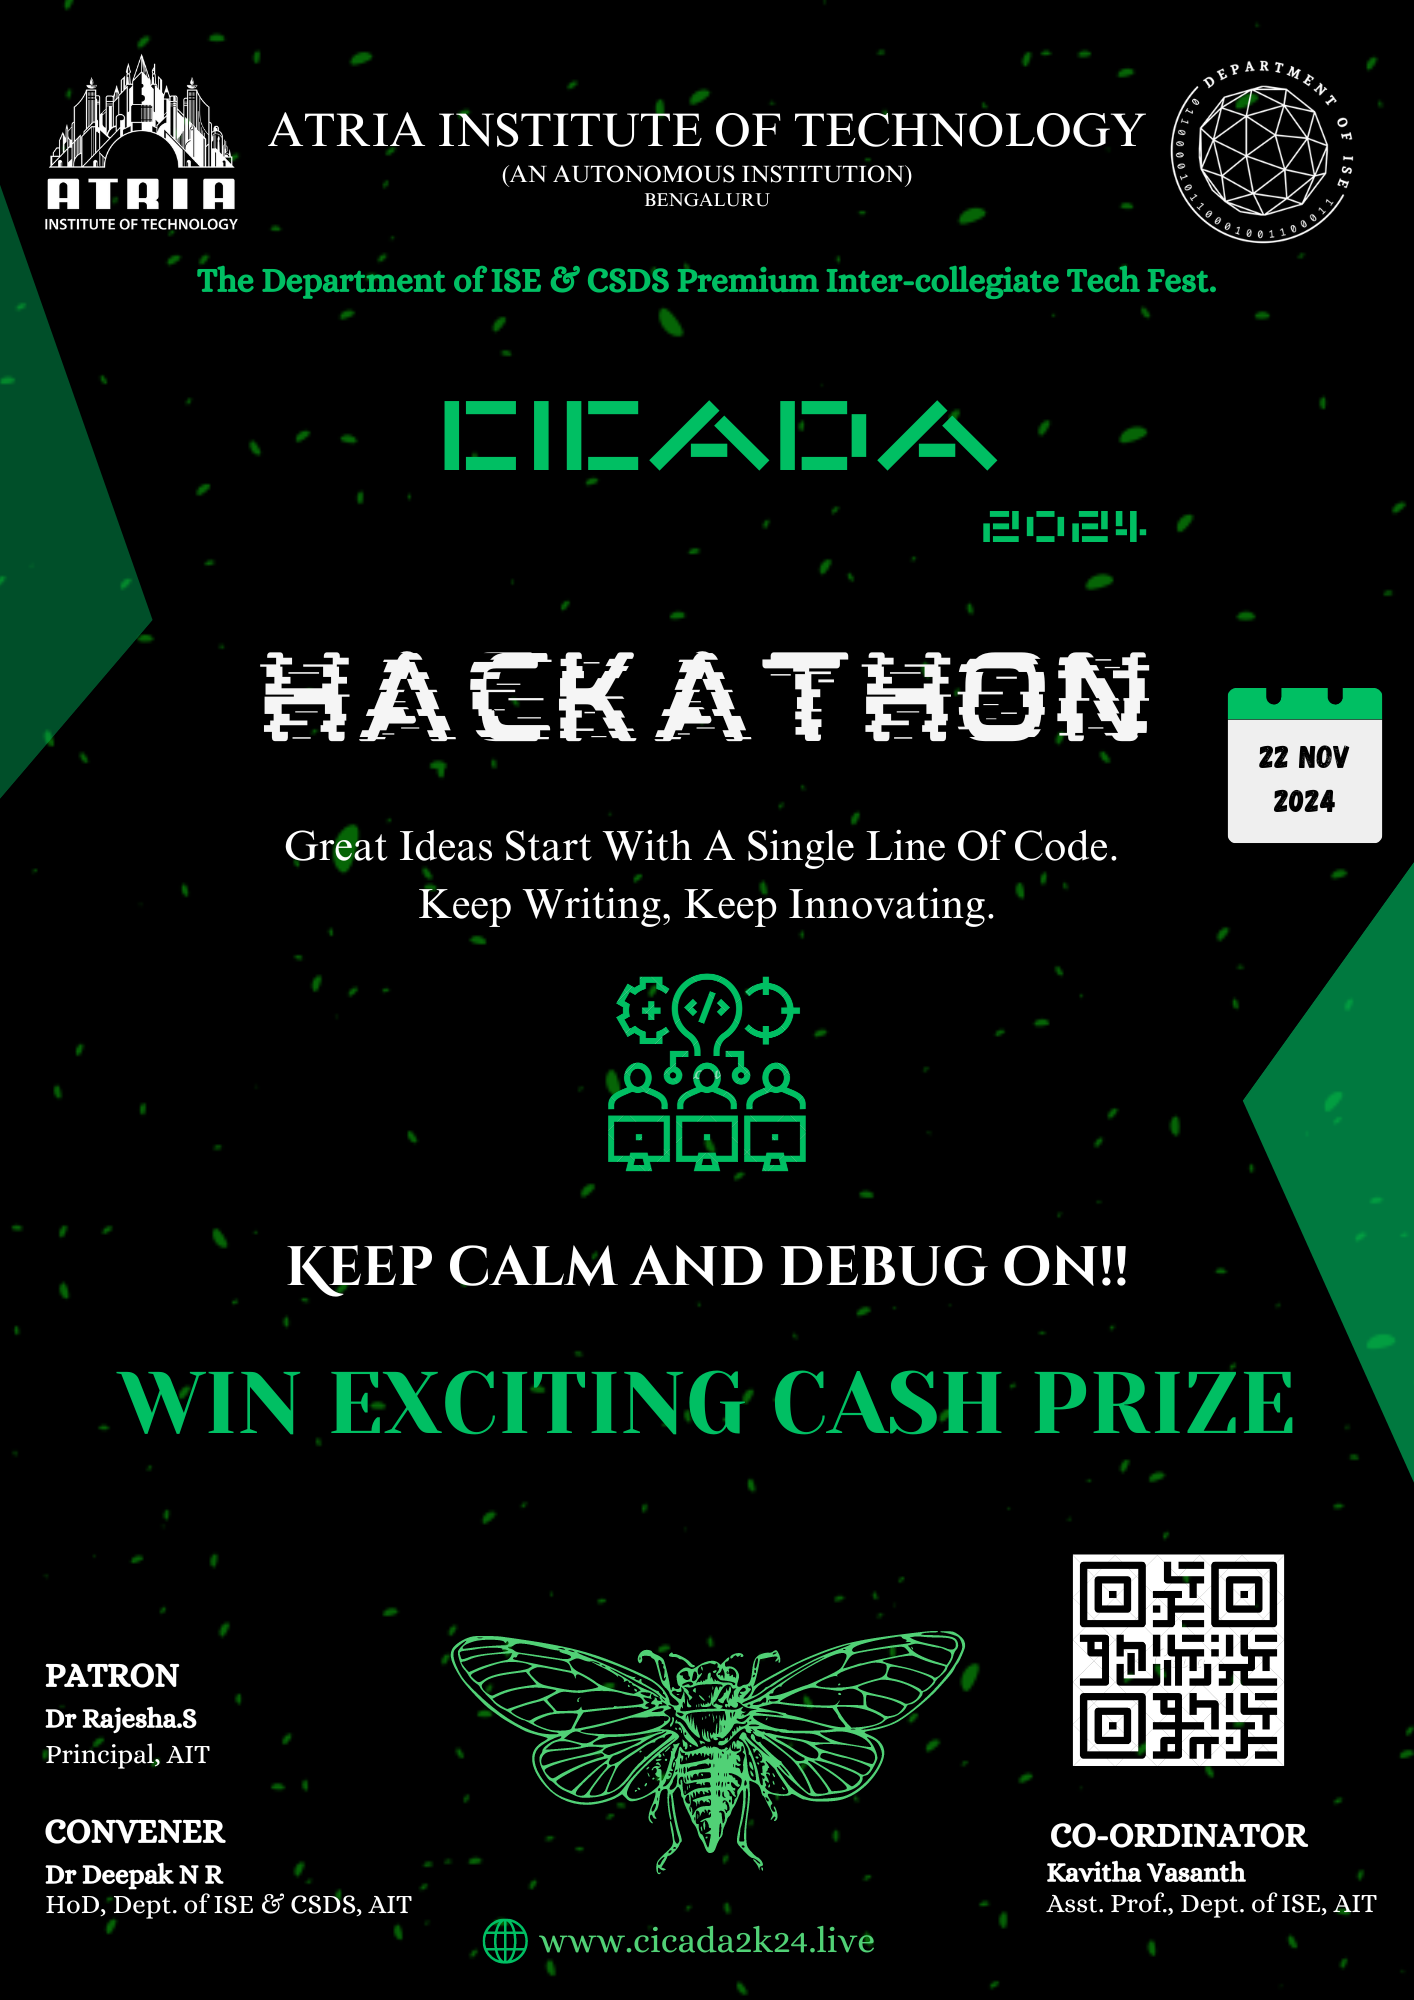 ATRIA
INSTITUTE OF TECHNOLOGY
ATRIA INSTITUTE OF TECHNOLOGY
(AN AUTONOMOUS INSTITUTION)
BENGALURU
DEPARTMENT OF ISE
The Department of ISE & CSDS Premium Inter-collegiate Tech Fest.
CICADA
2024
HACKATHON
22 NOV
2024
Great Ideas Start With A Single Line Of Code.
Keep Writing, Keep Innovating.
</>
KEEP CALM AND DEBUG ON!!
WIN EXCITING CASH PRIZE
PATRON
Dr Rajesha.S
Principal, AIT
CONVENER
Dr Deepak N R
HoD, Dept. of ISE & CSDS, AIT
CO-ORDINATOR
Kavitha Vasanth
Asst. Prof., Dept. of ISE, AIT
www.cicada2k24.live